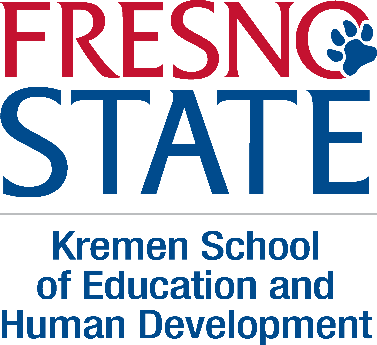 FRESNO
STATE
Kremen School
of Education and
Human Development